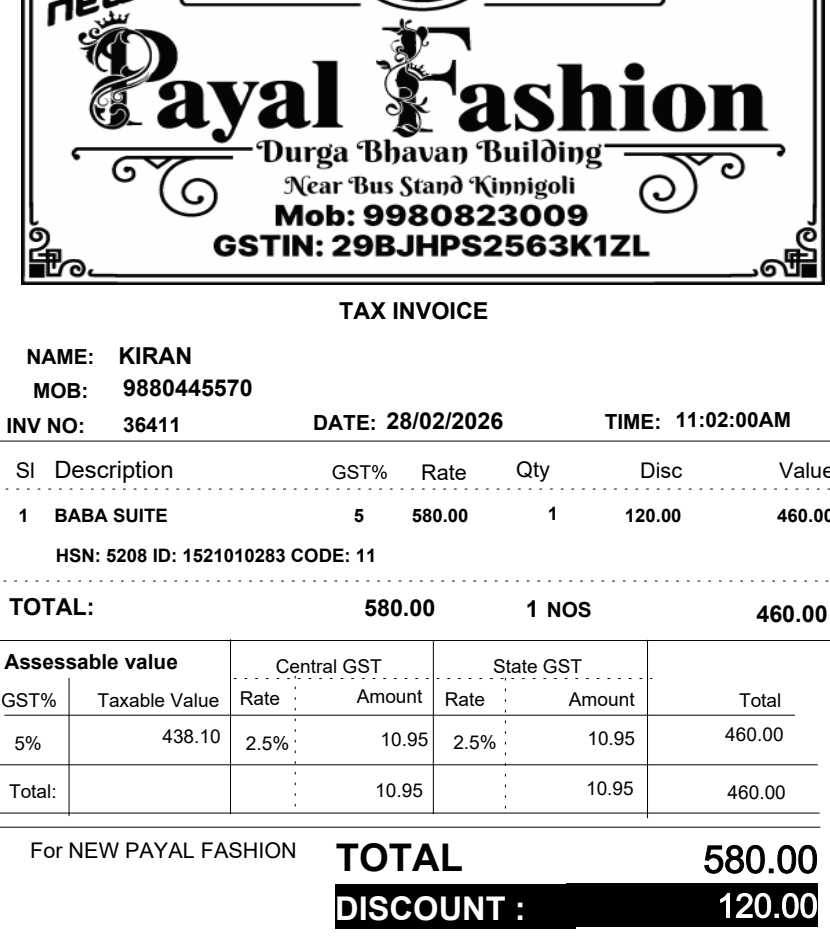 new
Payal Fashion
Durga Bhavan Building
Near Bus Stand Kinnigoli
Mob: 9980823009
GSTIN: 29BJHPS2563K1ZL
TAX INVOICE
NAME: KIRAN
MOB: 9880445570
INV NO: 36411 DATE: 28/02/2026 TIME: 11:02:00AM
Sl Description GST% Rate Qty Disc Value
1 BABA SUITE 5 580.00 1 120.00 460.00
HSN: 5208 ID: 1521010283 CODE: 11
TOTAL: 580.00 1 NOS 460.00
Assessable value Central GST State GST
GST% Taxable Value Rate Amount Rate Amount Total
5% 438.10 2.5% 10.95 2.5% 10.95 460.00
Total: 10.95 10.95 460.00
For NEW PAYAL FASHION TOTAL 580.00
DISCOUNT : 120.00